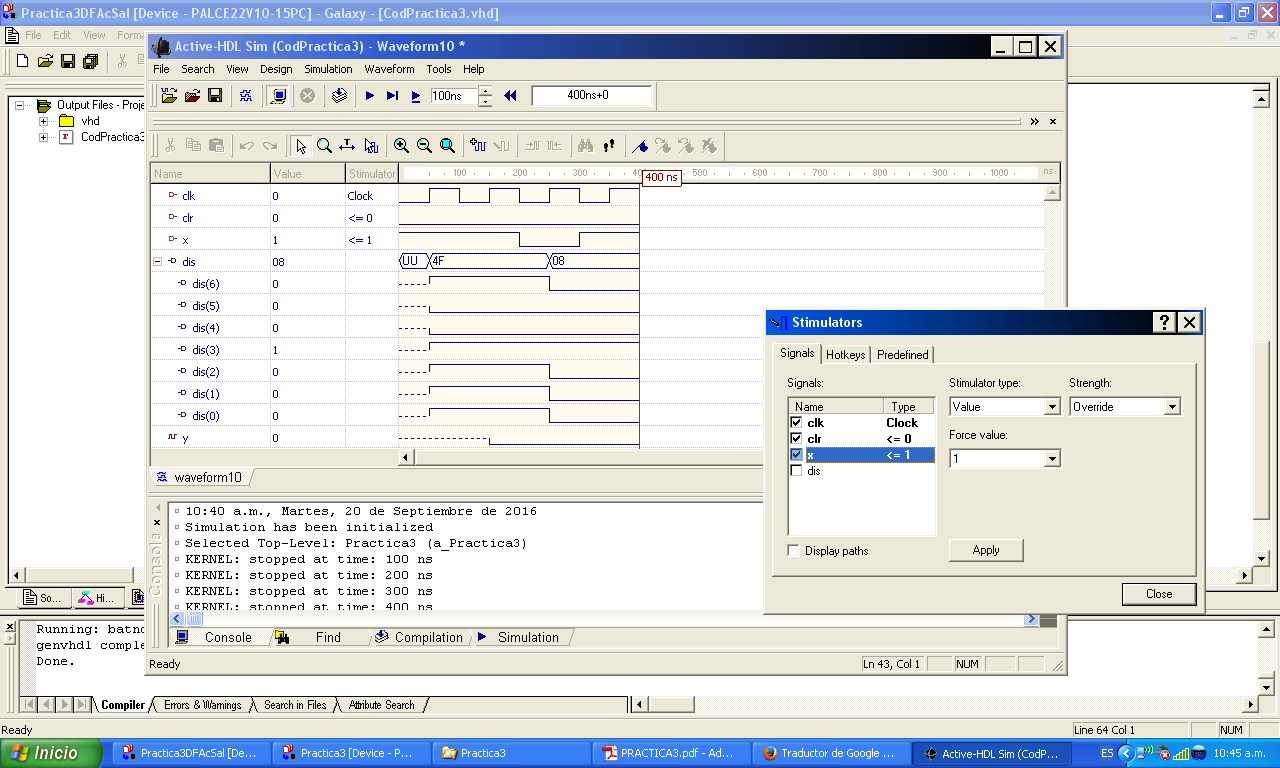 Practica3DFAcSal [Device - PALCE22V10-15PC] - Galaxy - [CodPractica3.vhd]
File Edit View Forma
Active-HDL Sim (CodPractica3) - Waveform10 *
File Search View Design Simulation Waveform Tools Help
100ns 400ns+0
Output Files - Proje
vhd
CodPractica3
Name Value Stimulator 100 200 300 40 500 600 700 800 900 1000 ns
400 ns
clk 0 Clock
clr 0 <= 0
x 1 <= 1
dis 08 UU 4F 08
dis(6) 0
dis(5) 0
dis(4) 0
dis(3) 1
dis(2) 0
dis(1) 0
dis(0) 0
y 0
waveform10
Stimulators
Signals Hotkeys Predefined
Signals: Stimulator type: Strength:
Name Type Value Override
clk Clock
clr <= 0 Force value:
x <= 1 1
dis
Display paths Apply
Close
Consola
10:40 a.m., Martes, 20 de Septiembre de 2016
Simulation has been initialized
Selected Top-Level: Practica3 (a_Practica3)
KERNEL: stopped at time: 100 ns
KERNEL: stopped at time: 200 ns
KERNEL: stopped at time: 300 ns
KERNEL: stopped at time: 400 ns
Console Find Compilation Simulation
Ready Ln 43, Col 1 NUM
So... Hi...
Running: batno
genvhdl comple
Done.
Compiler Errors & Warnings Search in Files Attribute Search
Ready Line 64 Col 1 NUM
Inicio Practica3DFAcSal [De... Practica3 [Device - P... Practica3 PRACTICA3.pdf - Ad... Traductor de Google ... Active-HDL Sim (CodP... ES 10:45 a.m.